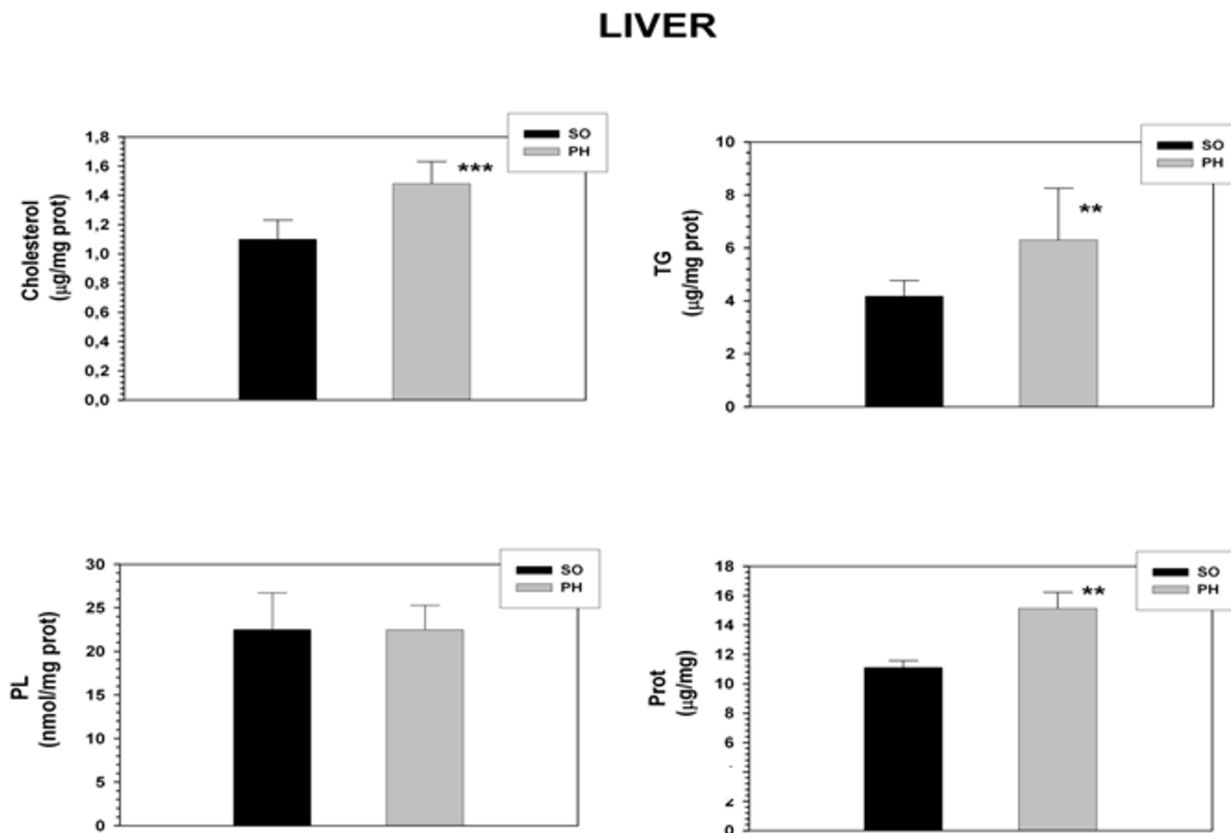 LIVER
Cholesterol
(µg/mg prot)
1,8
1,6
1,4
1,2
1,0
0,8
0,6
0,4
0,2
0,0
***
SO
PH
TG
(µg/mg prot)
10
8
6
4
2
0
**
SO
PH
PL
(nmol/mg prot)
30
25
20
15
10
5
0
SO
PH
Prot
(µg/mg)
18
16
14
12
10
8
6
2
0
**
SO
PH